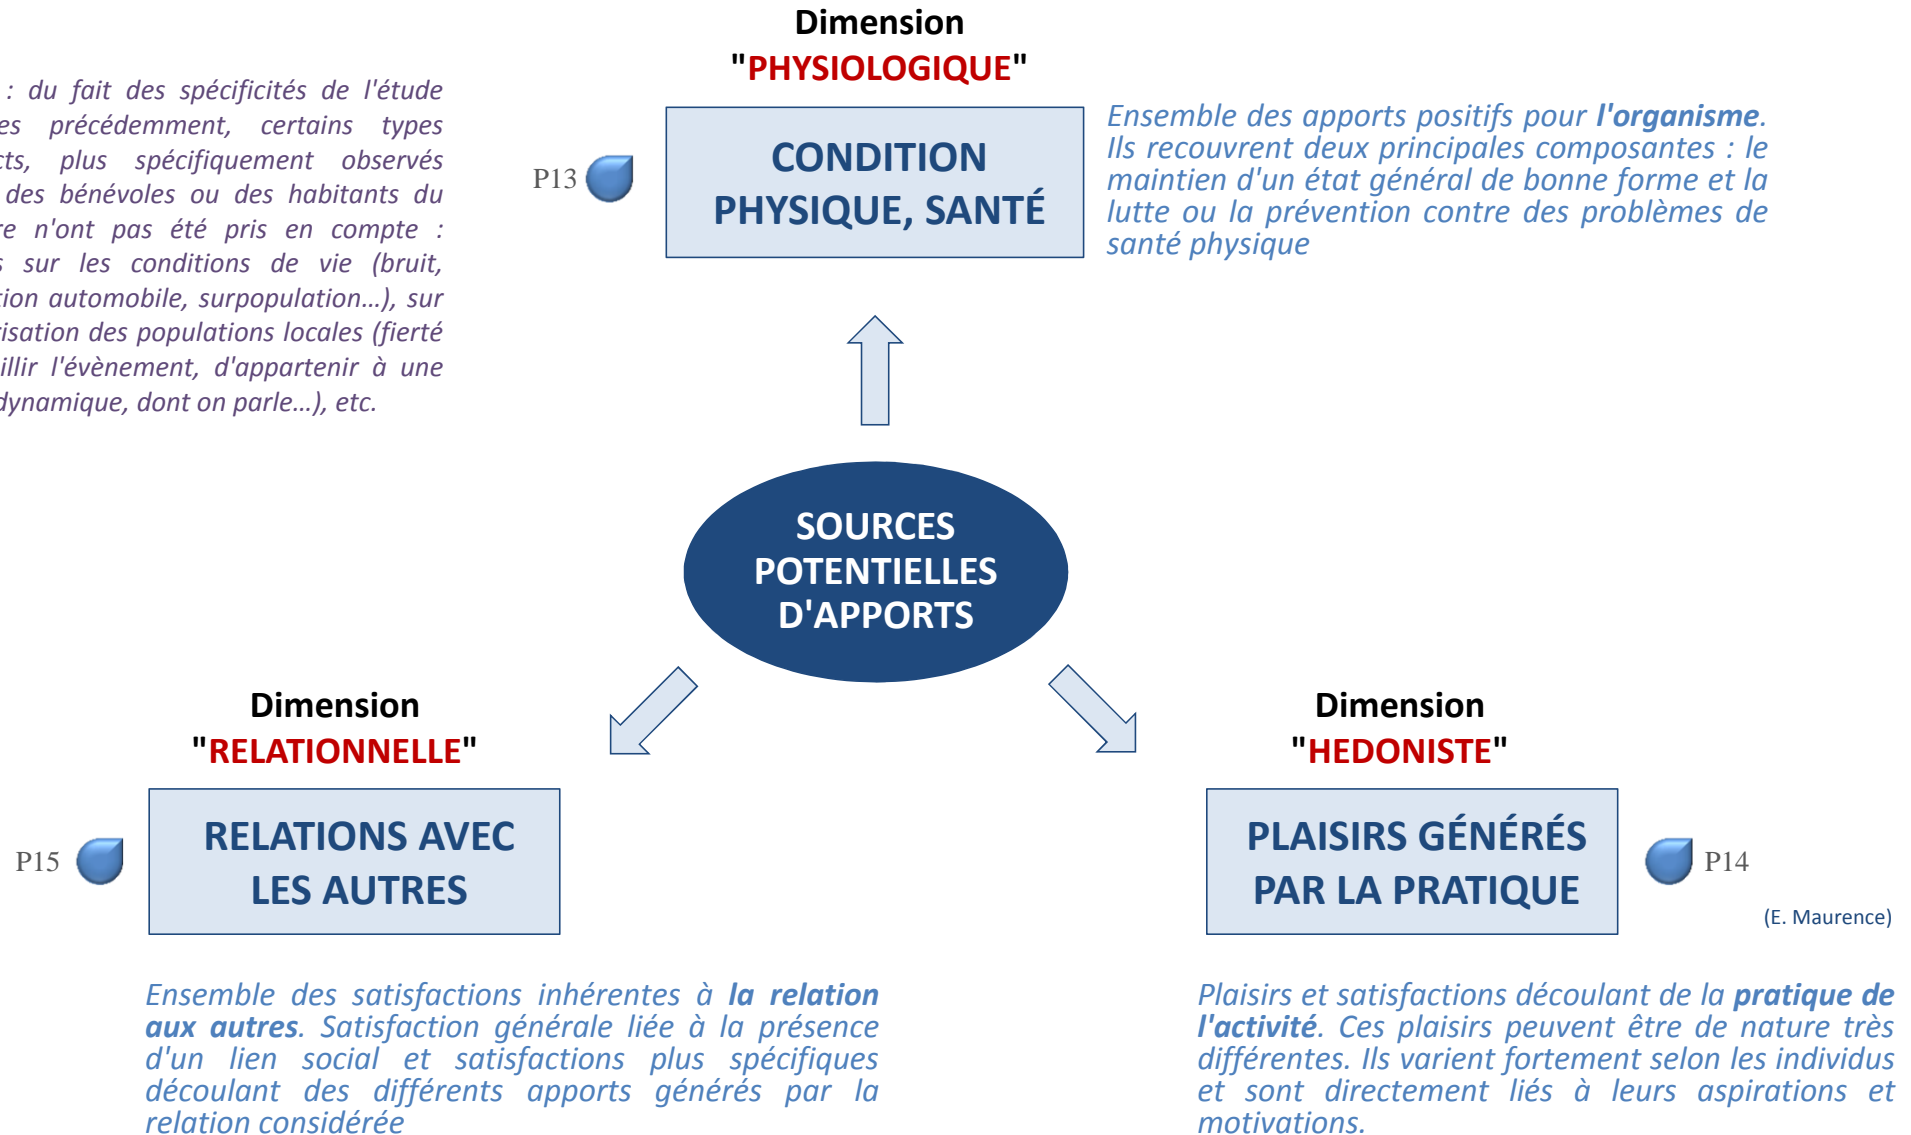 Dimension
"PHYSIOLOGIQUE"
: du fait des spécificités de l'étude
précédemment, certains types
plus spécifiquement observés
des bénévoles ou des habitants du
n'ont pas été pris en compte :
sur les conditions de vie (bruit,
automobile, surpopulation…), sur
des populations locales (fierté
l'évènement, d'appartenir à une
dynamique, dont on parle…), etc.
P13
CONDITION
PHYSIQUE, SANTÉ
Ensemble des apports positifs pour l'organisme.
Ils recouvrent deux principales composantes : le
maintien d'un état général de bonne forme et la
lutte ou la prévention contre des problèmes de
santé physique
SOURCES
POTENTIELLES
D'APPORTS
Dimension
"RELATIONNELLE"
P15
RELATIONS AVEC
LES AUTRES
Ensemble des satisfactions inhérentes à la relation
aux autres. Satisfaction générale liée à la présence
d'un lien social et satisfactions plus spécifiques
découlant des différents apports générés par la
relation considérée
Dimension
"HEDONISTE"
PLAISIRS GÉNÉRÉS
PAR LA PRATIQUE
P14
(E. Maurence)
Plaisirs et satisfactions découlant de la pratique de
l'activité. Ces plaisirs peuvent être de nature très
différentes. Ils varient fortement selon les individus
et sont directement liés à leurs aspirations et
motivations.